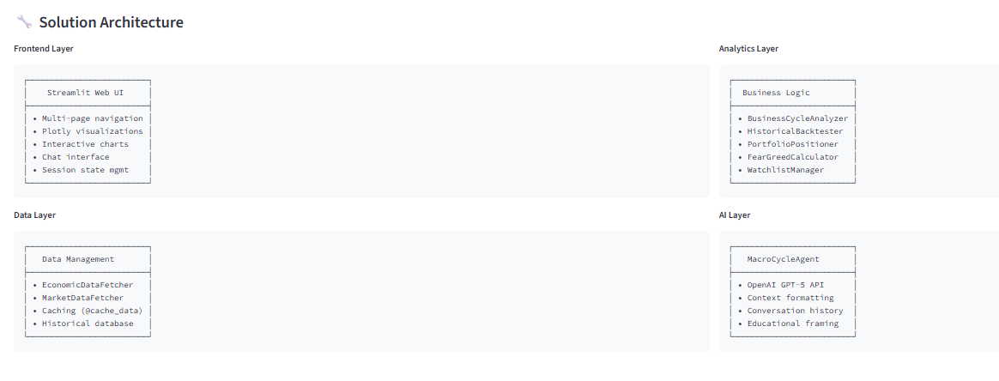 Solution Architecture
Frontend Layer
Streamlit Web UI
• Multi-page navigation
• Plotly visualizations
• Interactive charts
• Chat interface
• Session state mgmt
Analytics Layer
Business Logic
• BusinessCycleAnalyzer
• HistoricalBacktester
• PortfolioPositioner
• FearGreedCalculator
• WatchlistManager
Data Layer
Data Management
• EconomicDataFetcher
• MarketDataFetcher
• Caching (@cache_data)
• Historical database
AI Layer
MacroCycleAgent
• OpenAI GPT-5 API
• Context formatting
• Conversation history
• Educational framing